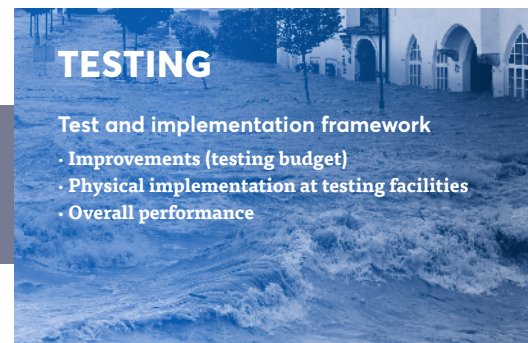 TESTING
Test and implementation framework
· Improvements (testing budget)
· Physical implementation at testing facilities
· Overall performance